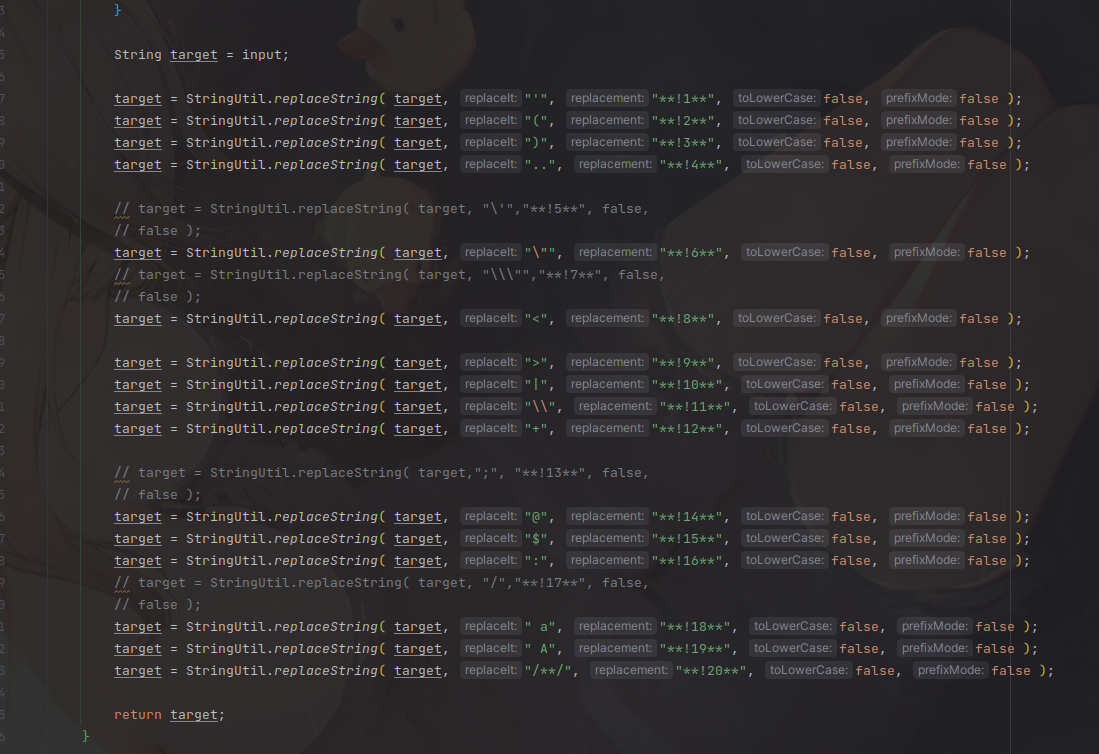 }
String target = input;
target = StringUtil.replaceString( target, replaceIt: "'", replacement: "**!1**", toLowerCase: false, prefixMode: false );
target = StringUtil.replaceString( target, replaceIt: "(", replacement: "**!2**", toLowerCase: false, prefixMode: false );
target = StringUtil.replaceString( target, replaceIt: ")", replacement: "**!3**", toLowerCase: false, prefixMode: false );
target = StringUtil.replaceString( target, replaceIt: "..", replacement: "**!4**", toLowerCase: false, prefixMode: false );
// target = StringUtil.replaceString( target, "\'","**!5**", false,
// false );
target = StringUtil.replaceString( target, replaceIt: "\"", replacement: "**!6**", toLowerCase: false, prefixMode: false );
// target = StringUtil.replaceString( target, "\\\"","**!7**", false,
// false );
target = StringUtil.replaceString( target, replaceIt: "<", replacement: "**!8**", toLowerCase: false, prefixMode: false );
target = StringUtil.replaceString( target, replaceIt: ">", replacement: "**!9**", toLowerCase: false, prefixMode: false );
target = StringUtil.replaceString( target, replaceIt: "|", replacement: "**!10**", toLowerCase: false, prefixMode: false );
target = StringUtil.replaceString( target, replaceIt: "\\", replacement: "**!11**", toLowerCase: false, prefixMode: false );
target = StringUtil.replaceString( target, replaceIt: "+", replacement: "**!12**", toLowerCase: false, prefixMode: false );
// target = StringUtil.replaceString( target,";", "**!13**", false,
// false );
target = StringUtil.replaceString( target, replaceIt: "@", replacement: "**!14**", toLowerCase: false, prefixMode: false );
target = StringUtil.replaceString( target, replaceIt: "$", replacement: "**!15**", toLowerCase: false, prefixMode: false );
target = StringUtil.replaceString( target, replaceIt: ":", replacement: "**!16**", toLowerCase: false, prefixMode: false );
// target = StringUtil.replaceString( target, "/","**!17**", false,
// false );
target = StringUtil.replaceString( target, replaceIt: " a", replacement: "**!18**", toLowerCase: false, prefixMode: false );
target = StringUtil.replaceString( target, replaceIt: " A", replacement: "**!19**", toLowerCase: false, prefixMode: false );
target = StringUtil.replaceString( target, replaceIt: "/**/", replacement: "**!20**", toLowerCase: false, prefixMode: false );
return target;
}